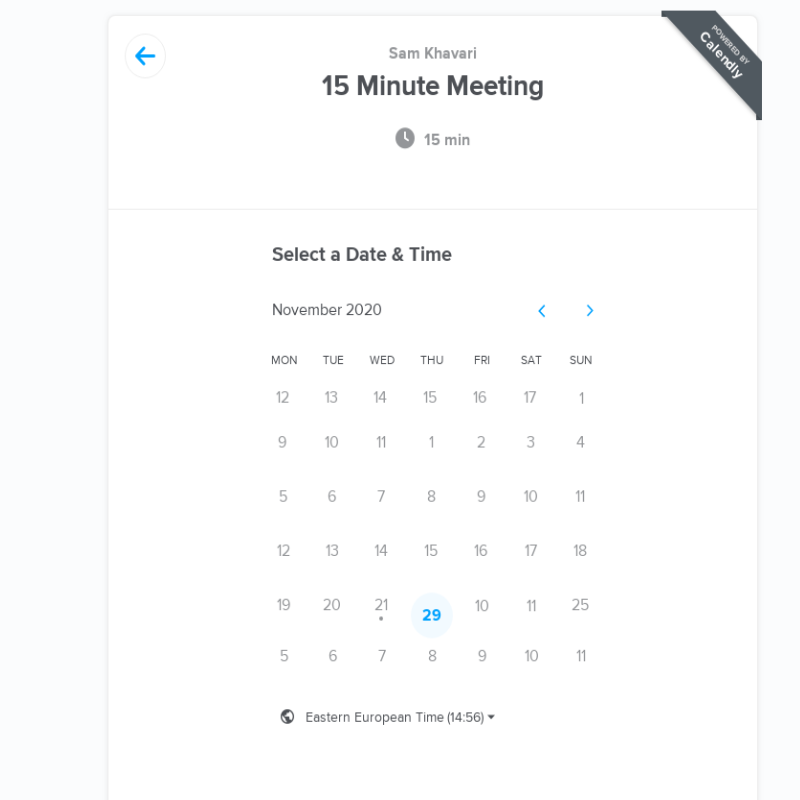 POWERED BY
Calendly
Sam Khavari
15 Minute Meeting
15 min
Select a Date & Time
November 2020
MON TUE WED THU FRI SAT SUN
12 13 14 15 16 17 1
9 10 11 1 2 3 4
5 6 7 8 9 10 11
12 13 14 15 16 17 18
19 20 21 29 10 11 25
5 6 7 8 9 10 11
Eastern European Time (14:56)